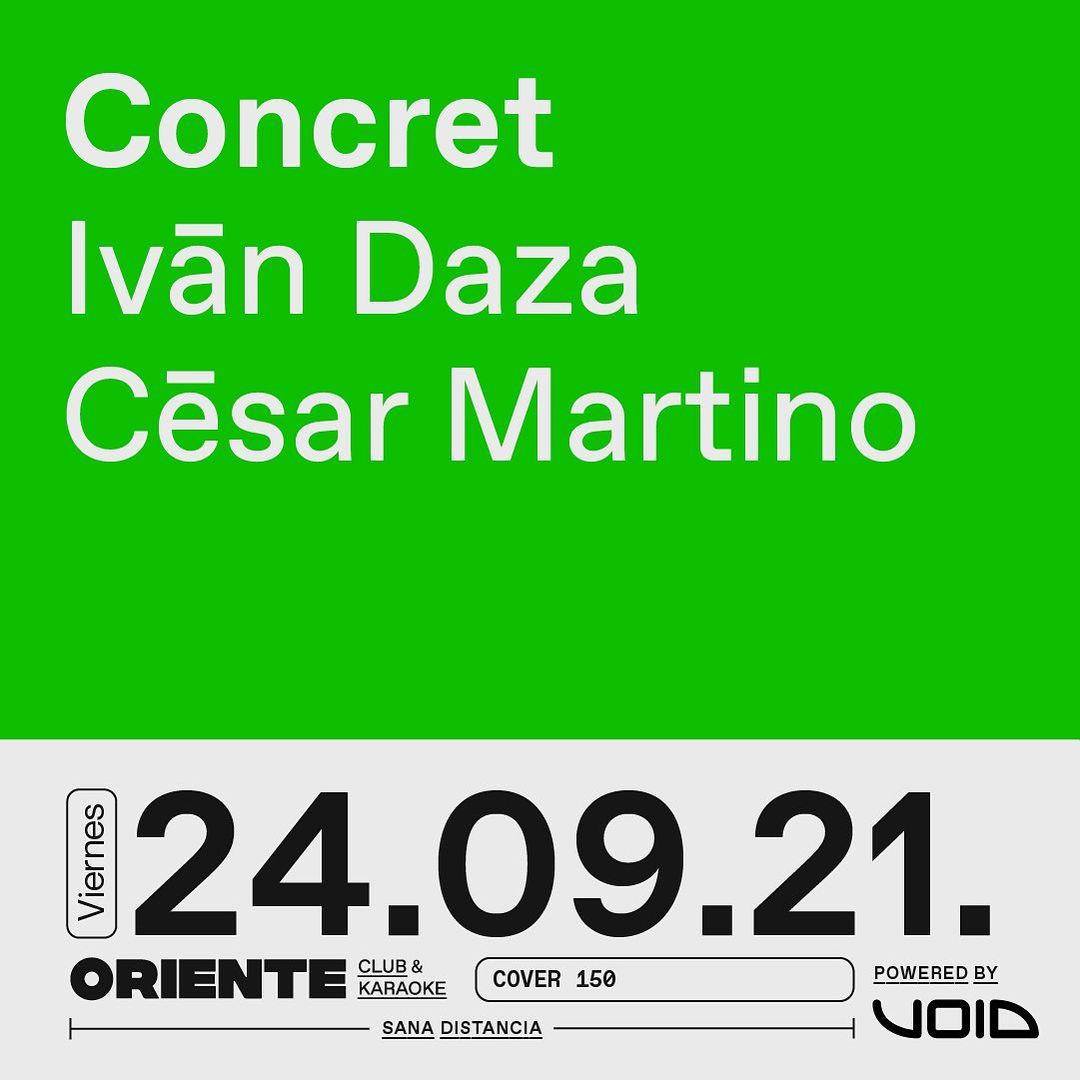 Concret
Ivān Daza
Cēsar Martino
Viernes
24.09.21.
ORIENTE
CLUB &
KARAOKE
COVER 150
POWERED BY
VOID
SANA DISTANCIA